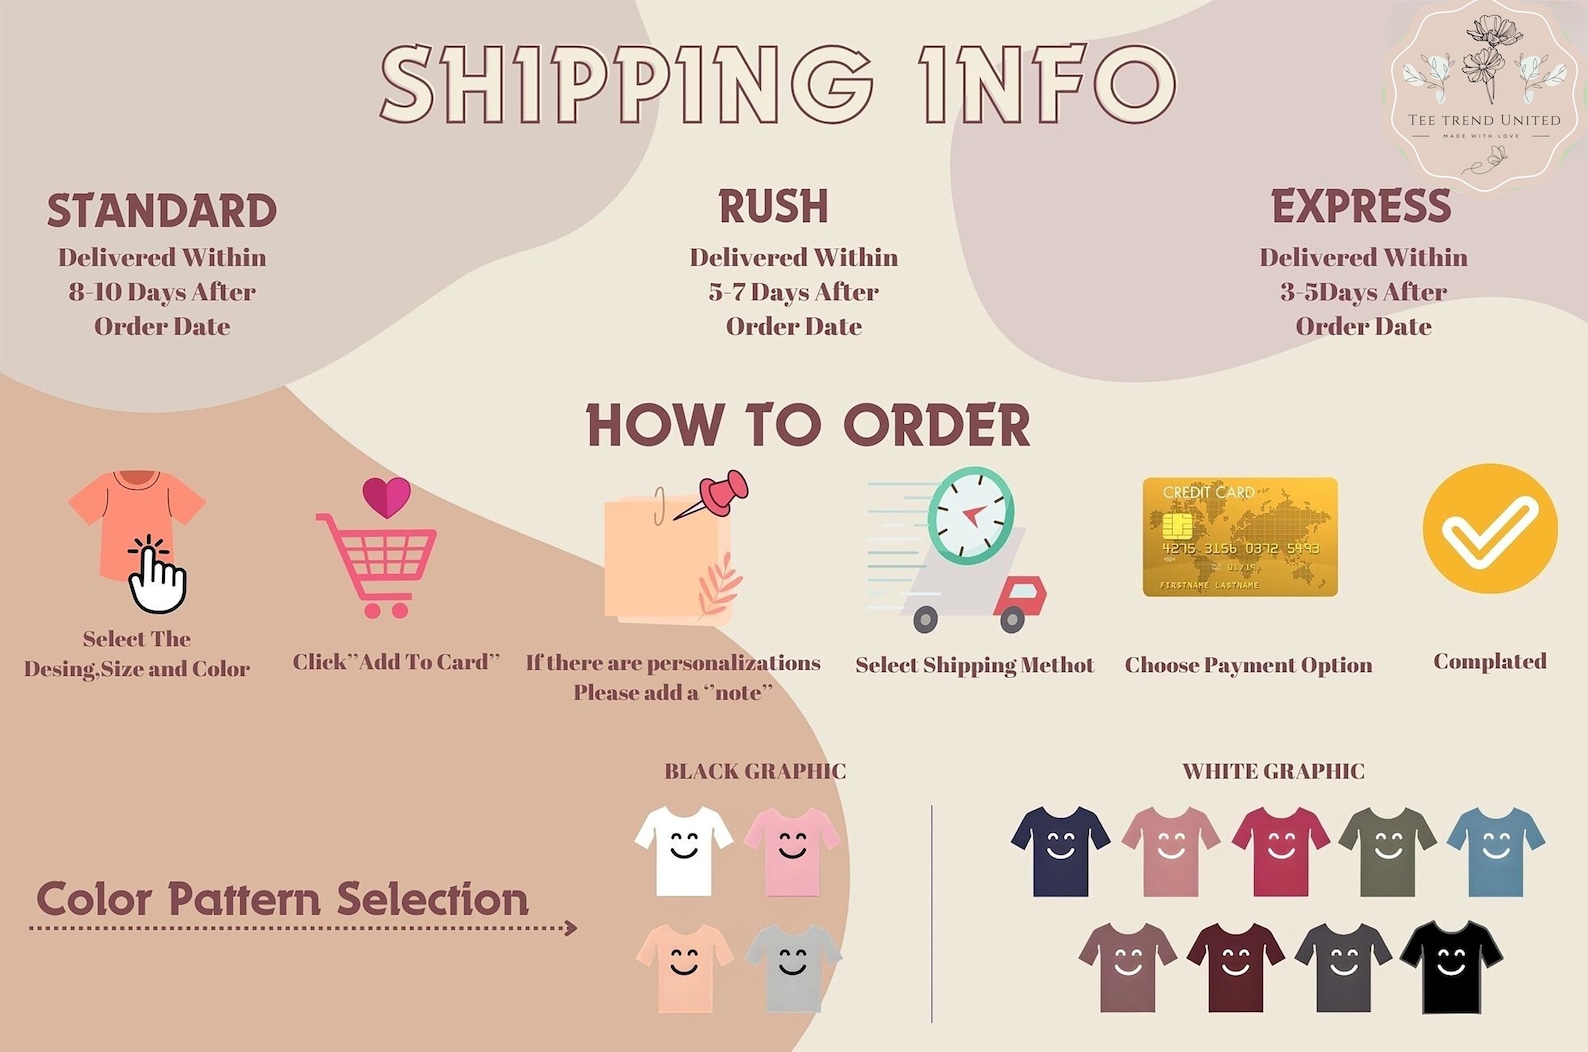 SHIPPING INFO
TEE TREND UNITED
MADE WITH LOVE
STANDARD
Delivered Within
8-10 Days After
Order Date
RUSH
Delivered Within
5-7 Days After
Order Date
EXPRESS
Delivered Within
3-5Days After
Order Date
HOW TO ORDER
CREDIT CARD
4275 3156 0372 5493
01/19
FIRSTNAME LASTNAME
Select The
Desing,Size and Color
Click”Add To Card”
If there are personalizations
Please add a “note”
Select Shipping Methot
Choose Payment Option
Complated
BLACK GRAPHIC
WHITE GRAPHIC
Color Pattern Selection